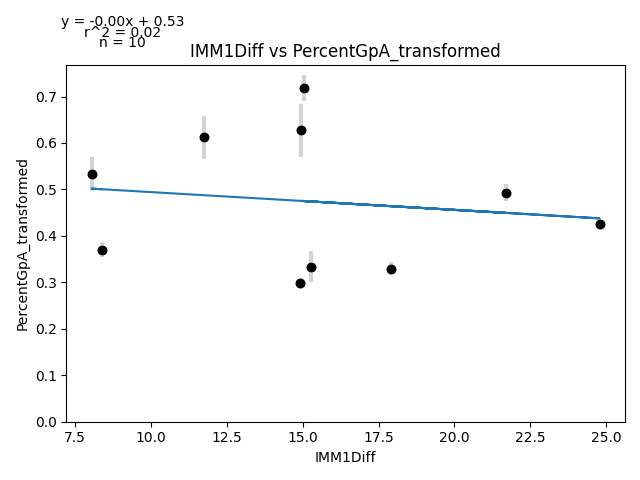 y = -0.00x + 0.53
r^2 = 0.02
n = 10
IMM1Diff vs PercentGpA_transformed
PercentGpA_transformed
0.7
0.6
0.5
0.4
0.3
0.2
0.1
0.0
7.5 10.0 12.5 15.0 17.5 20.0 22.5 25.0
IMM1Diff